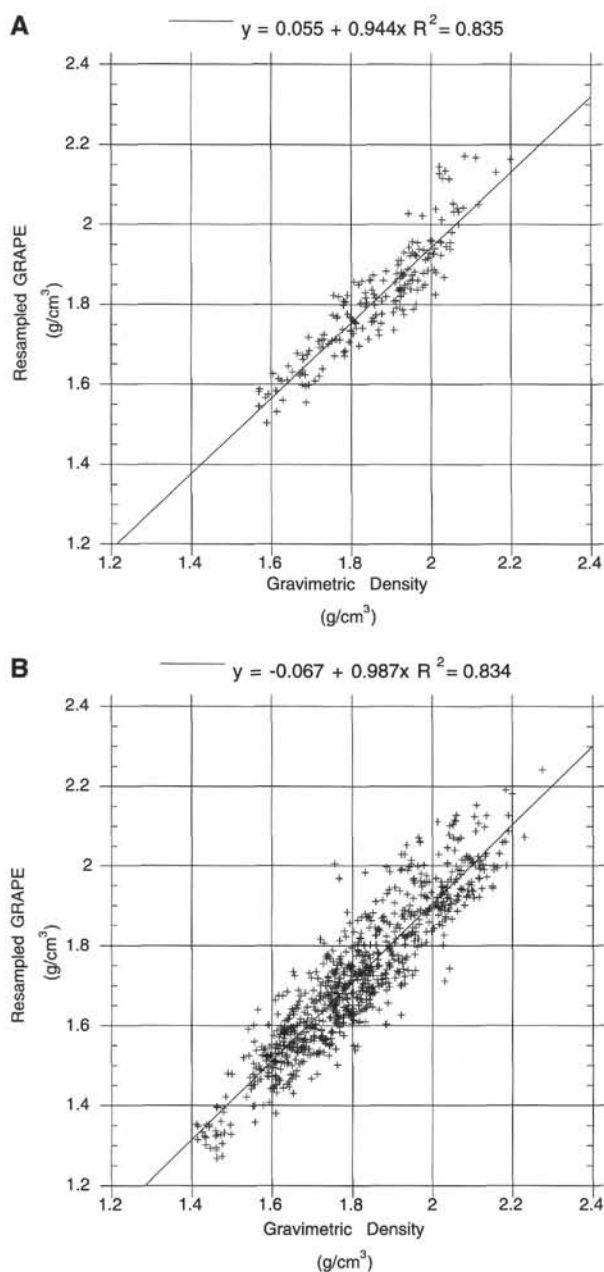 A
y = 0.055 + 0.944x R² = 0.835
2.4
2.2
2
1.8
1.6
1.4
1.2
Resampled GRAPE
(g/cm³)
1.2 1.4 1.6 1.8 2 2.2 2.4
Gravimetric Density
(g/cm³)
B
y = -0.067 + 0.987x R² = 0.834
2.4
2.2
2
1.8
1.6
1.4
1.2
Resampled GRAPE
(g/cm³)
1.2 1.4 1.6 1.8 2 2.2 2.4
Gravimetric Density
(g/cm³)